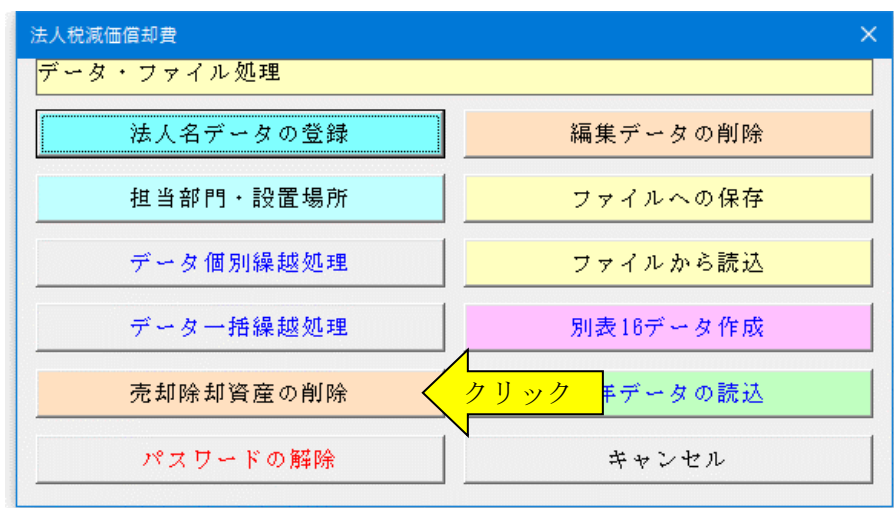 法人税減価償却費
データ・ファイル処理
法人名データの登録
編集データの削除
担当部門・設置場所
ファイルへの保存
データ個別繰越処理
ファイルから読込
データ一括繰越処理
別表16データ作成
売却除却資産の削除
クリック
年データの読込
パスワードの解除
キャンセル